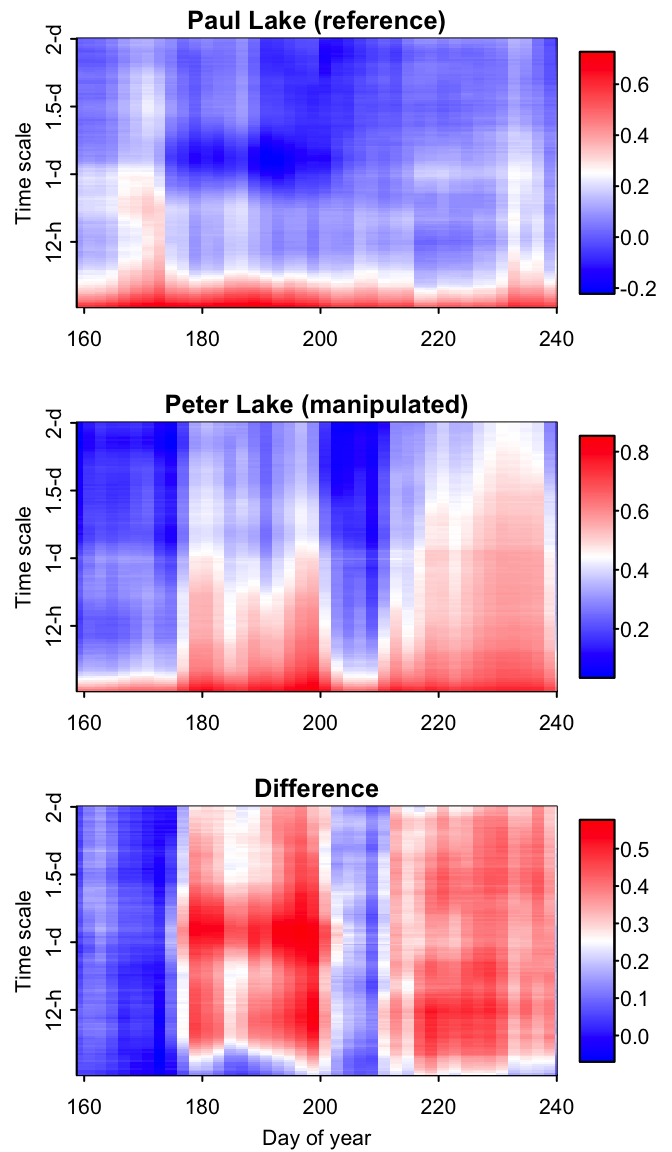 Paul Lake (reference)
2-d
1.5-d
1-d
12-h
Time scale
0.6
0.4
0.2
0.0
-0.2
160 180 200 220 240
Peter Lake (manipulated)
2-d
1.5-d
1-d
12-h
Time scale
0.8
0.6
0.4
0.2
160 180 200 220 240
Difference
2-d
1.5-d
1-d
12-h
Time scale
0.5
0.4
0.3
0.2
0.1
0.0
160 180 200 220 240
Day of year